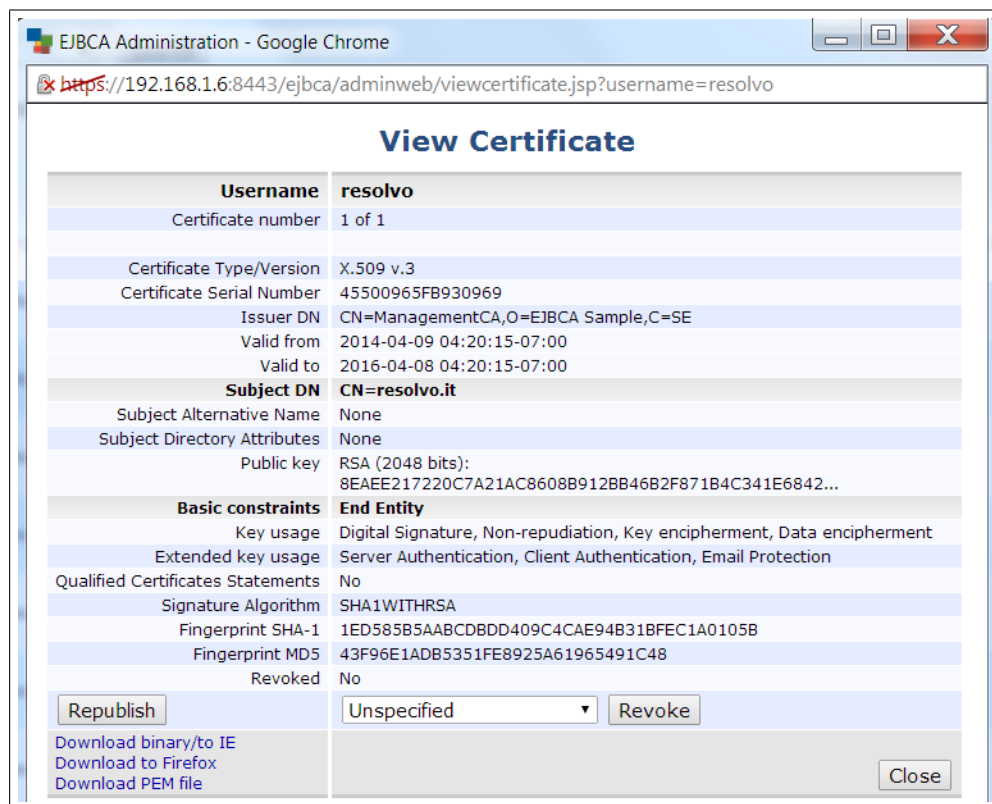 EJBCA Administration - Google Chrome
https://192.168.1.6:8443/ejbca/adminweb/viewcertificate.jsp?username=resolvo
View Certificate
Username resolvo
Certificate number 1 of 1
Certificate Type/Version X.509 v.3
Certificate Serial Number 45500965FB930969
Issuer DN CN=ManagementCA,O=EJBCA Sample,C=SE
Valid from 2014-04-09 04:20:15-07:00
Valid to 2016-04-08 04:20:15-07:00
Subject DN CN=resolvo.it
Subject Alternative Name None
Subject Directory Attributes None
Public key RSA (2048 bits):
8EAEE217220C7A21AC8608B912BB46B2F871B4C341E6842...
Basic constraints End Entity
Key usage Digital Signature, Non-repudiation, Key encipherment, Data encipherment
Extended key usage Server Authentication, Client Authentication, Email Protection
Qualified Certificates Statements No
Signature Algorithm SHA1WITHRSA
Fingerprint SHA-1 1ED585B5AABCDBDD409C4CAE94B31BFEC1A0105B
Fingerprint MD5 43F96E1ADB5351FE8925A61965491C48
Revoked No
Republish Unspecified Revoke
Download binary/to IE
Download to Firefox
Download PEM file
Close